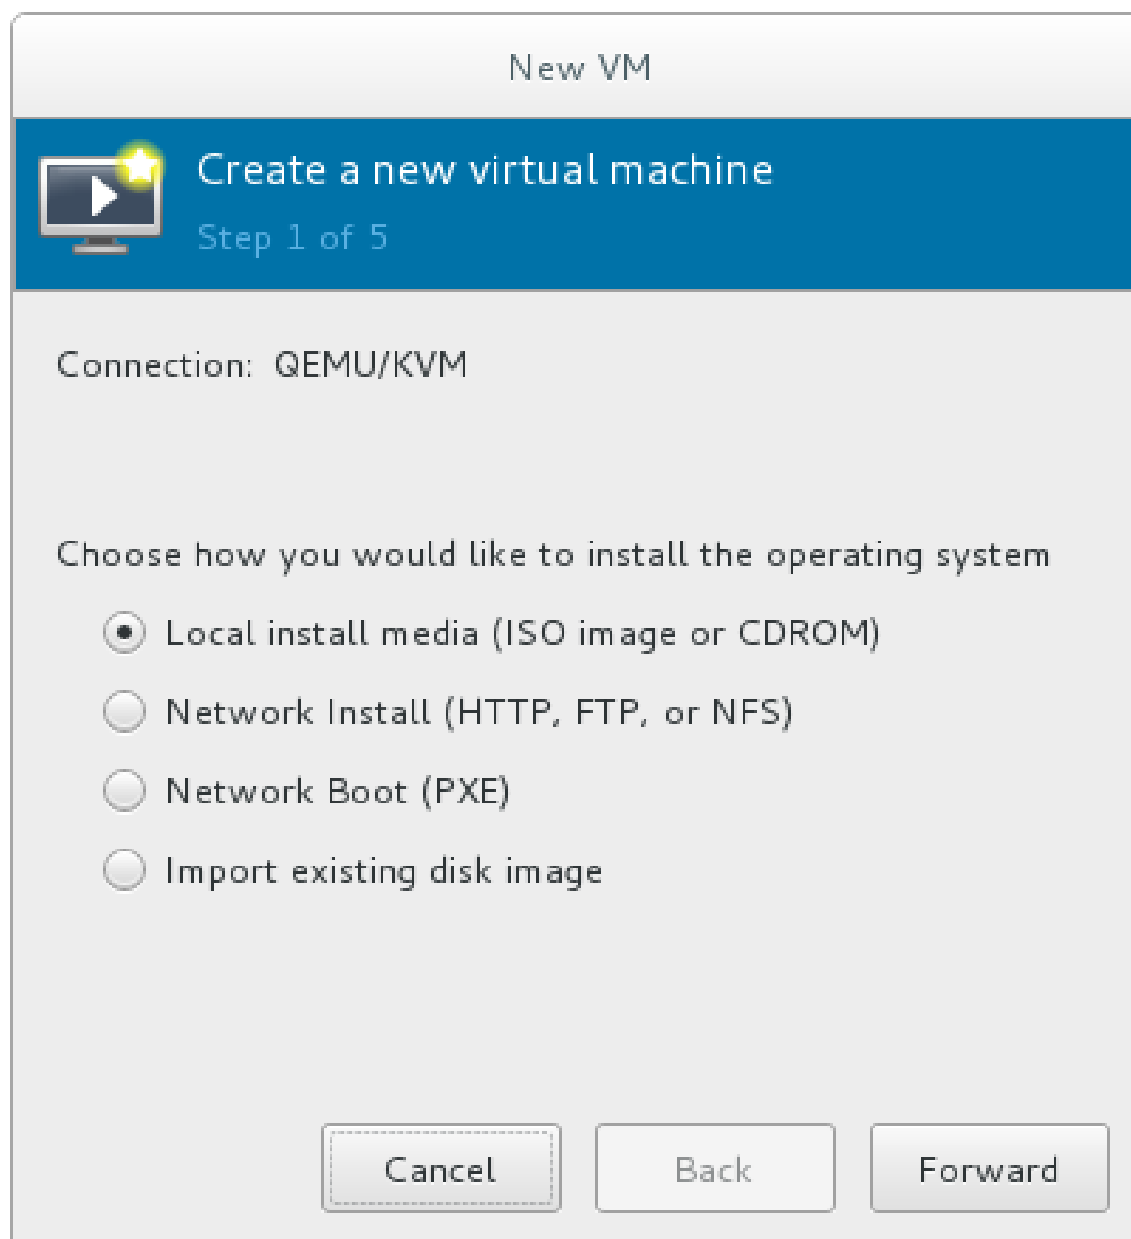 New VM
Create a new virtual machine
Step 1 of 5
Connection: QEMU/KVM
Choose how you would like to install the operating system
Local install media (ISO image or CDROM)
Network Install (HTTP, FTP, or NFS)
Network Boot (PXE)
Import existing disk image
Cancel Back Forward